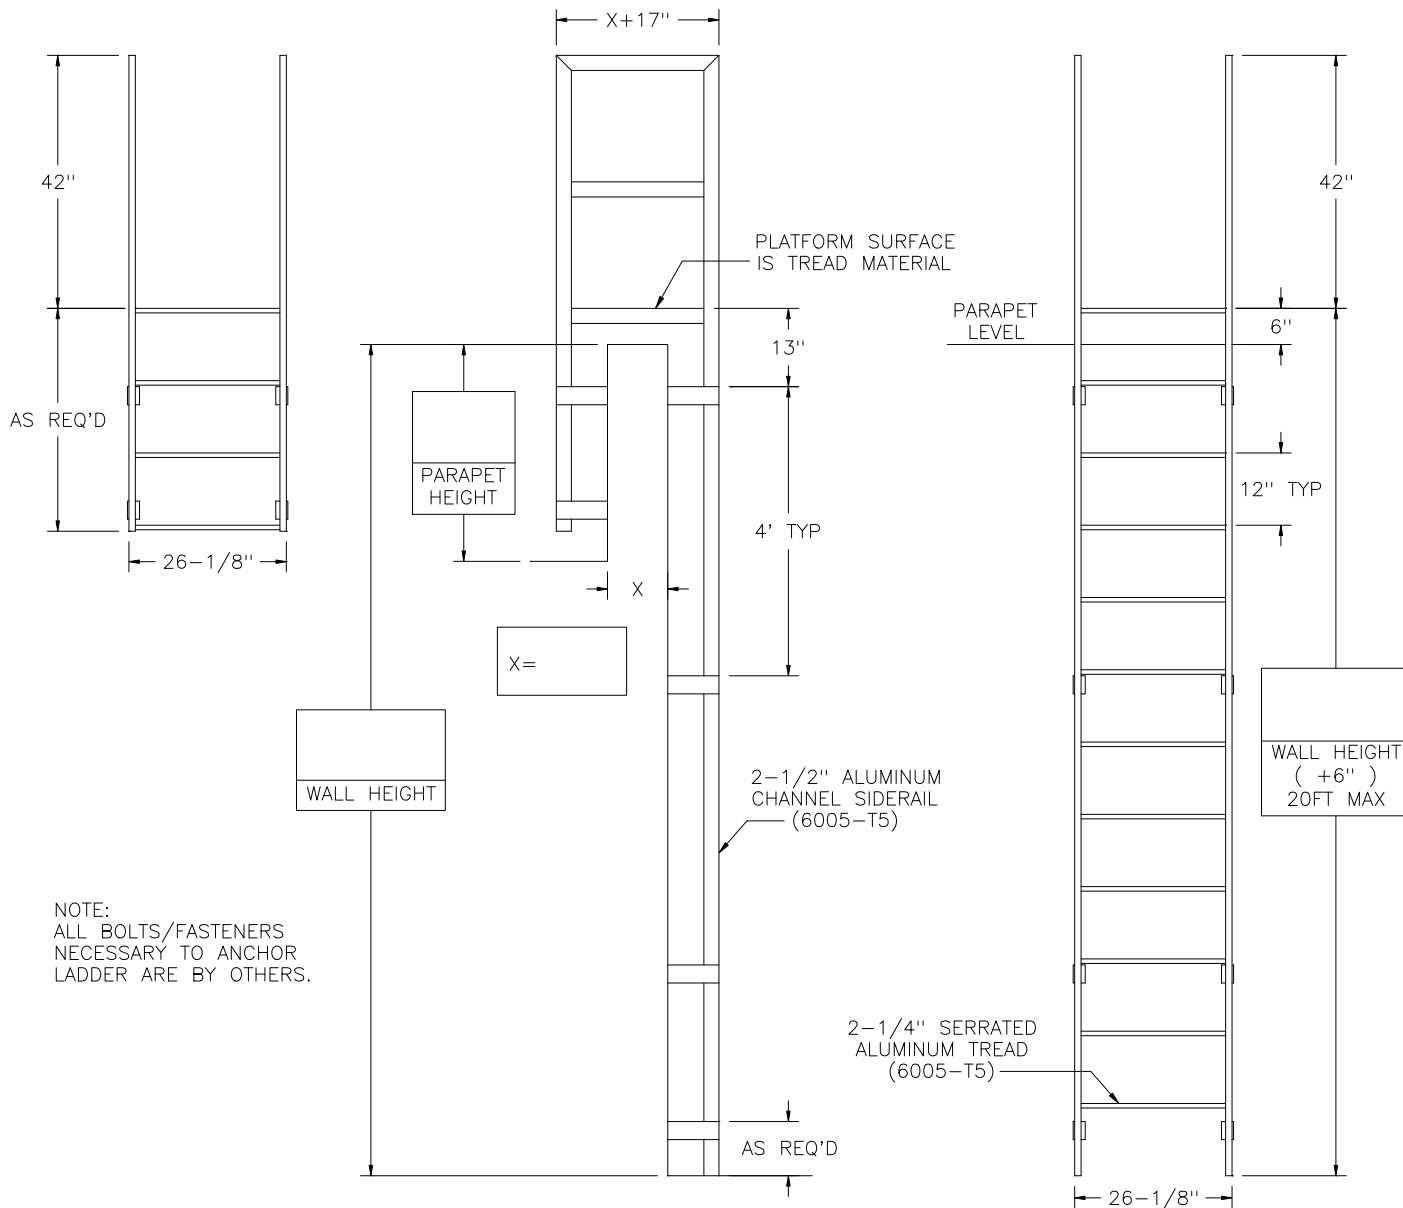 X+17"
42"
AS REQ'D
26-1/8"
PLATFORM SURFACE
IS TREAD MATERIAL
13"
PARAPET
HEIGHT
4' TYP
X
X=
WALL HEIGHT
2-1/2" ALUMINUM
CHANNEL SIDERAIL
(6005-T5)
AS REQ'D
NOTE:
ALL BOLTS/FASTENERS
NECESSARY TO ANCHOR
LADDER ARE BY OTHERS.
42"
PARAPET
LEVEL
6"
12" TYP
WALL HEIGHT
( +6" )
20FT MAX
2-1/4" SERRATED
ALUMINUM TREAD
(6005-T5)
26-1/8"